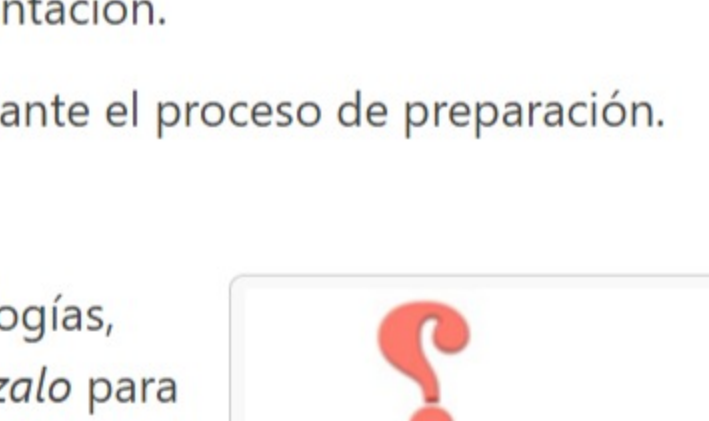 ntación.
ante el proceso de preparación.
ogías,
zalo para